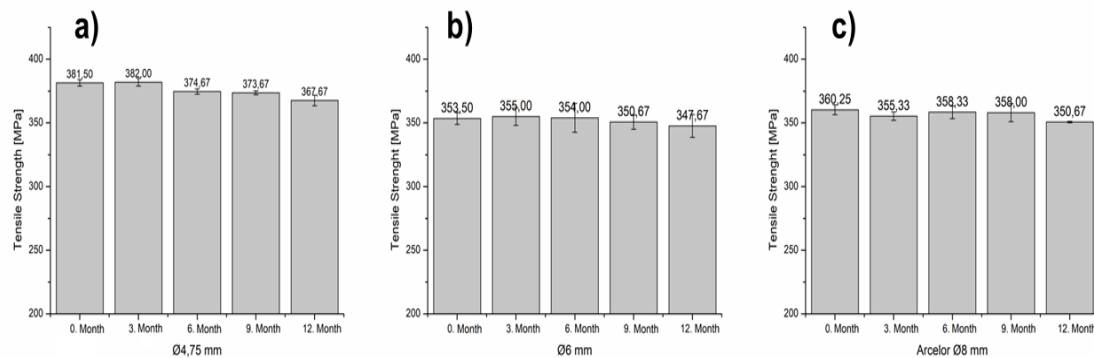 a)
Tensile Strength [MPa]
400
350
300
250
200
381,50
382,00
374,67
373,67
367,67
0. Month
3. Month
6. Month
9. Month
12. Month
Ø4,75 mm
b)
Tensile Strenght [MPa]
400
350
300
250
200
353,50
355,00
354,00
350,67
347,67
0. Month
3. Month
6. Month
9. Month
12. Month
Ø6 mm
c)
Tensile Strenght [MPa]
400
350
300
250
200
360,25
355,33
358,33
358,00
350,67
0. Month
3. Month
6. Month
9. Month
12. Month
Arcelor Ø8 mm